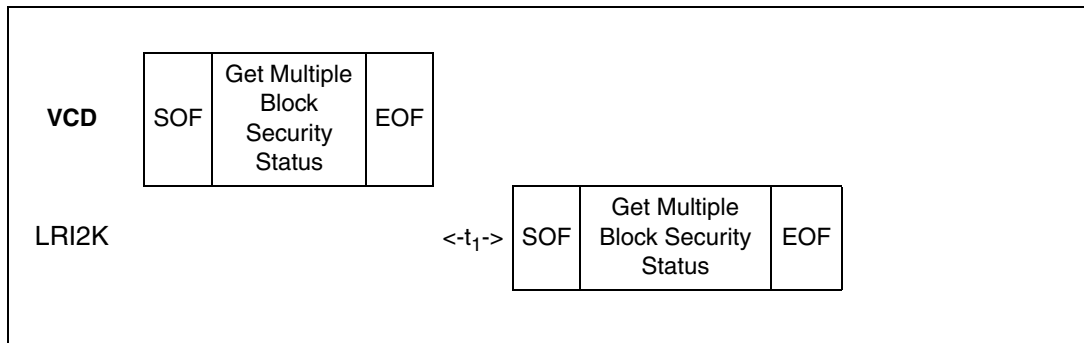 VCD
SOF
Get Multiple
Block
Security
Status
EOF
LRI2K
<-t1->
SOF
Get Multiple
Block Security
Status
EOF